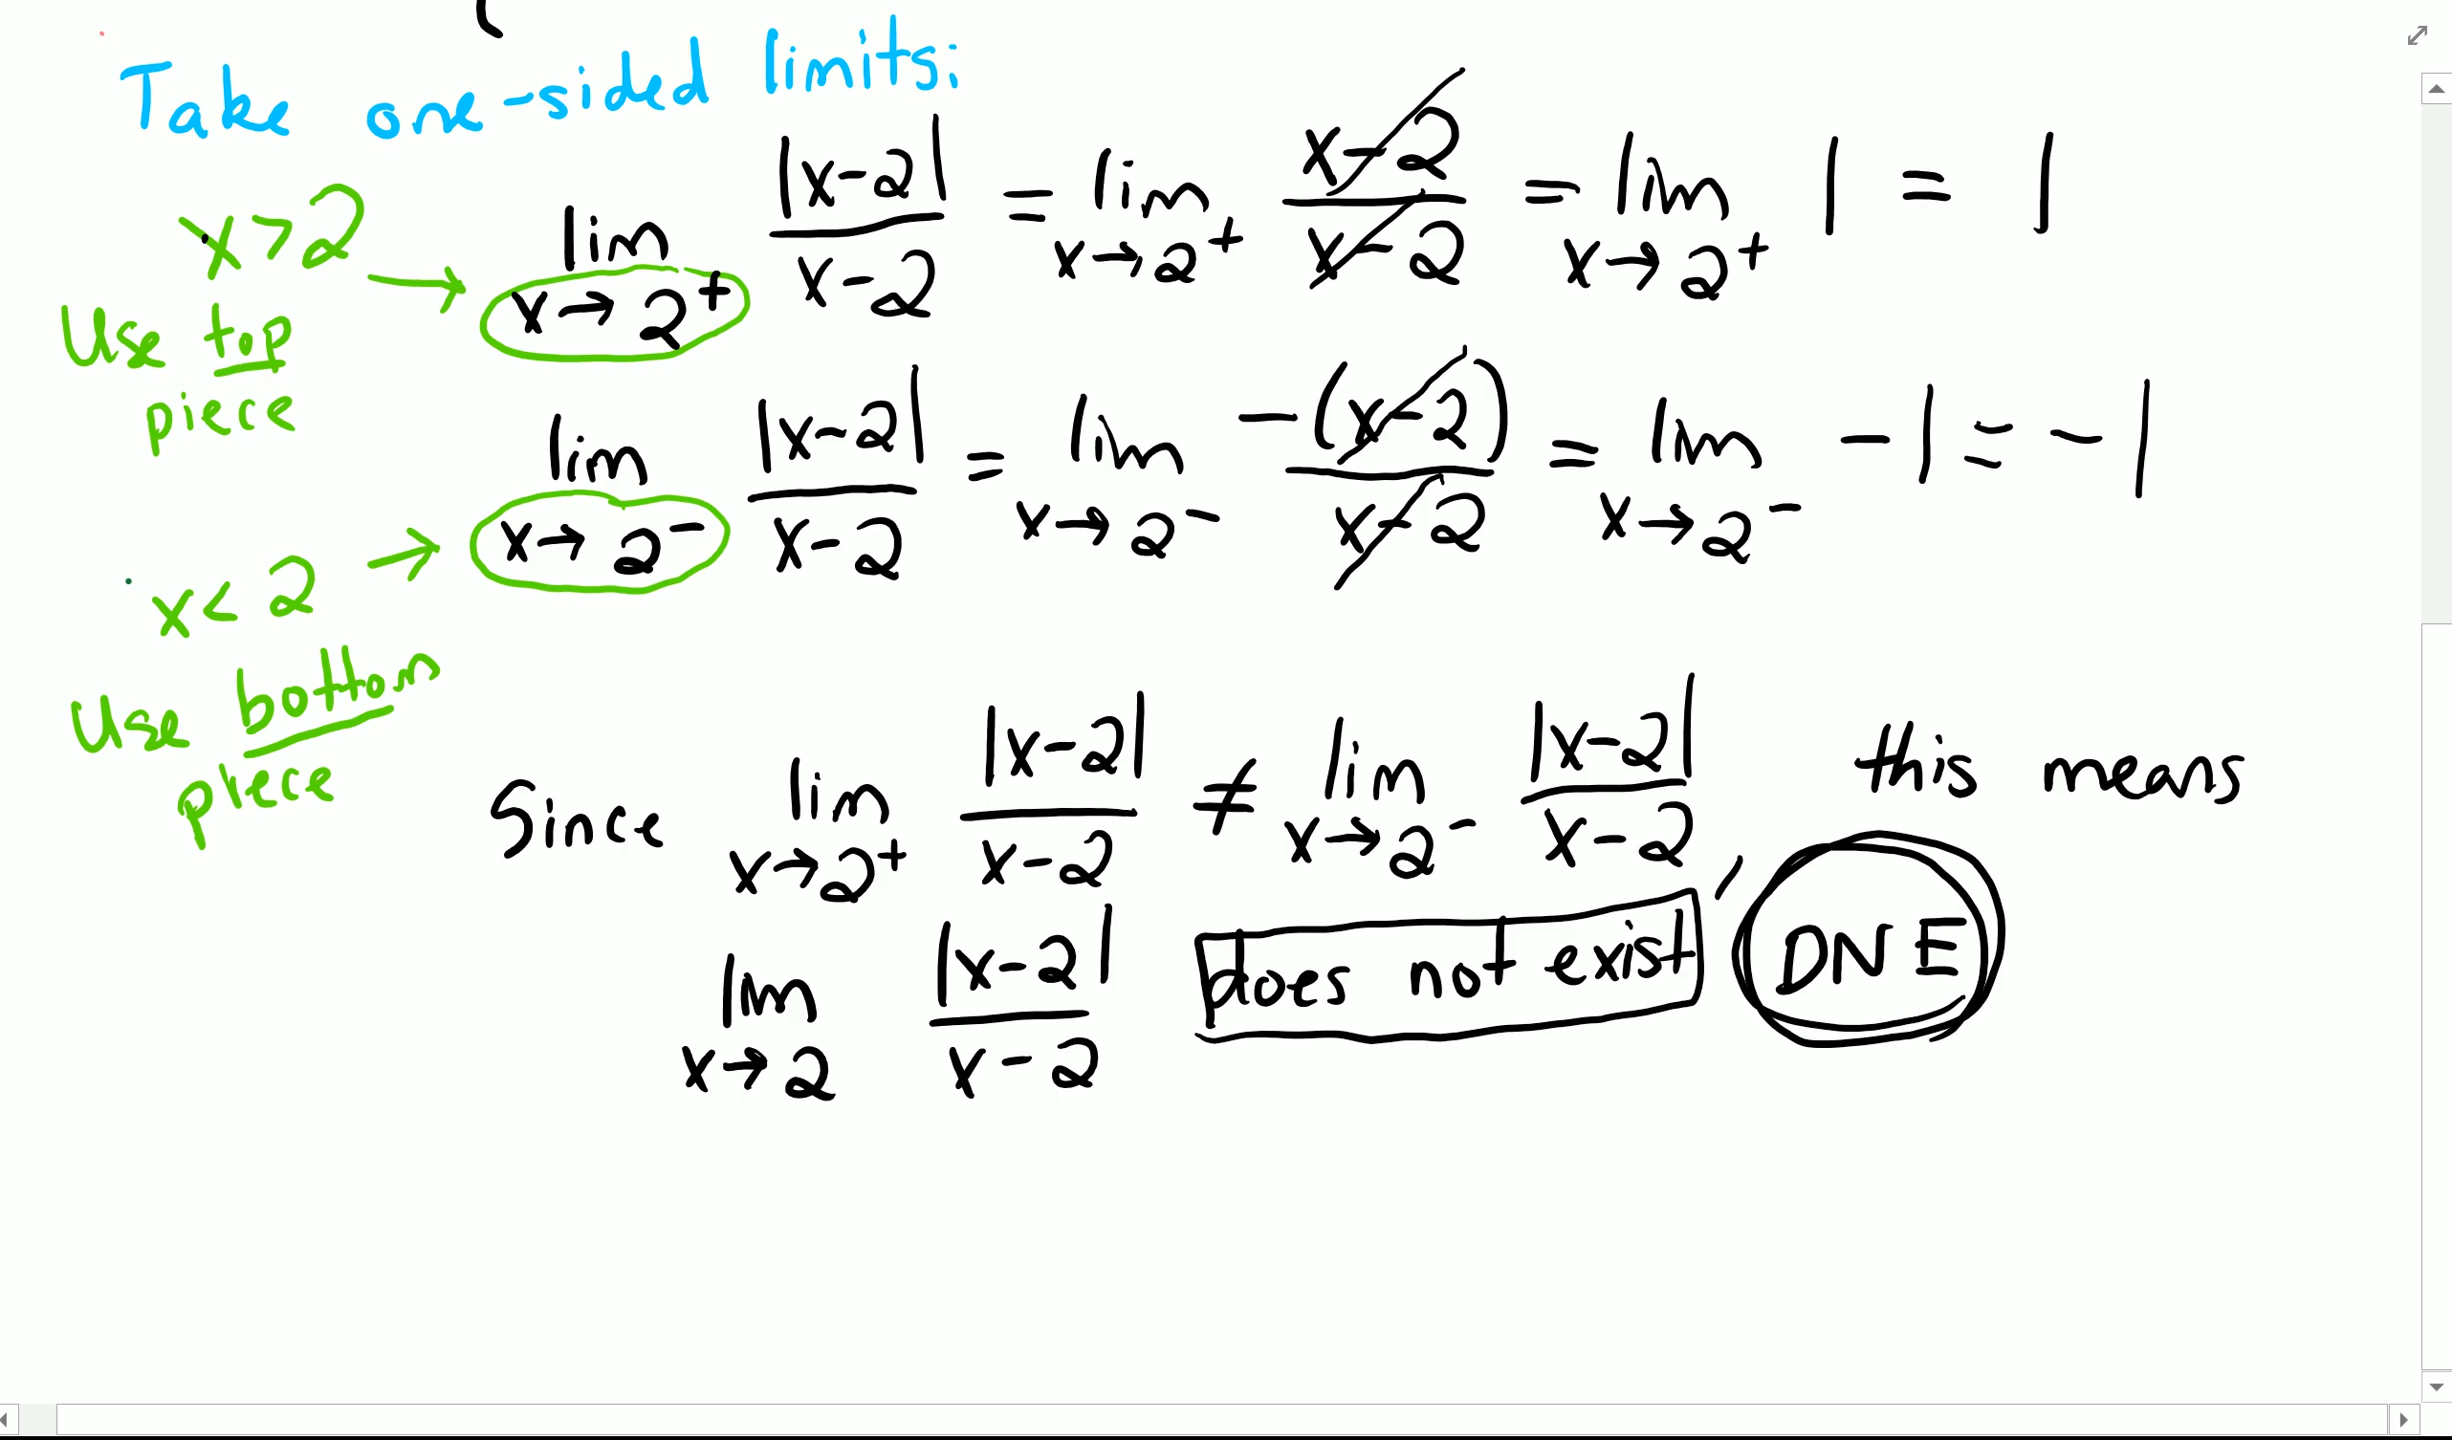 Take one-sided limits:
x > 2 → lim x→2⁺ |x-2|/x-2 = lim x→2⁺ x-2/x-2 = lim x→2⁺ 1 = 1
Use top
piece
lim x→2⁻ |x-2|/x-2 = lim x→2⁻ -(x-2)/x-2 = lim x→2⁻ -1 = -1
x < 2 →
Use bottom
piece
Since lim x→2⁺ |x-2|/x-2 ≠ lim x→2⁻ |x-2|/x-2, this means
lim x→2 |x-2|/x-2 does not exist DNE